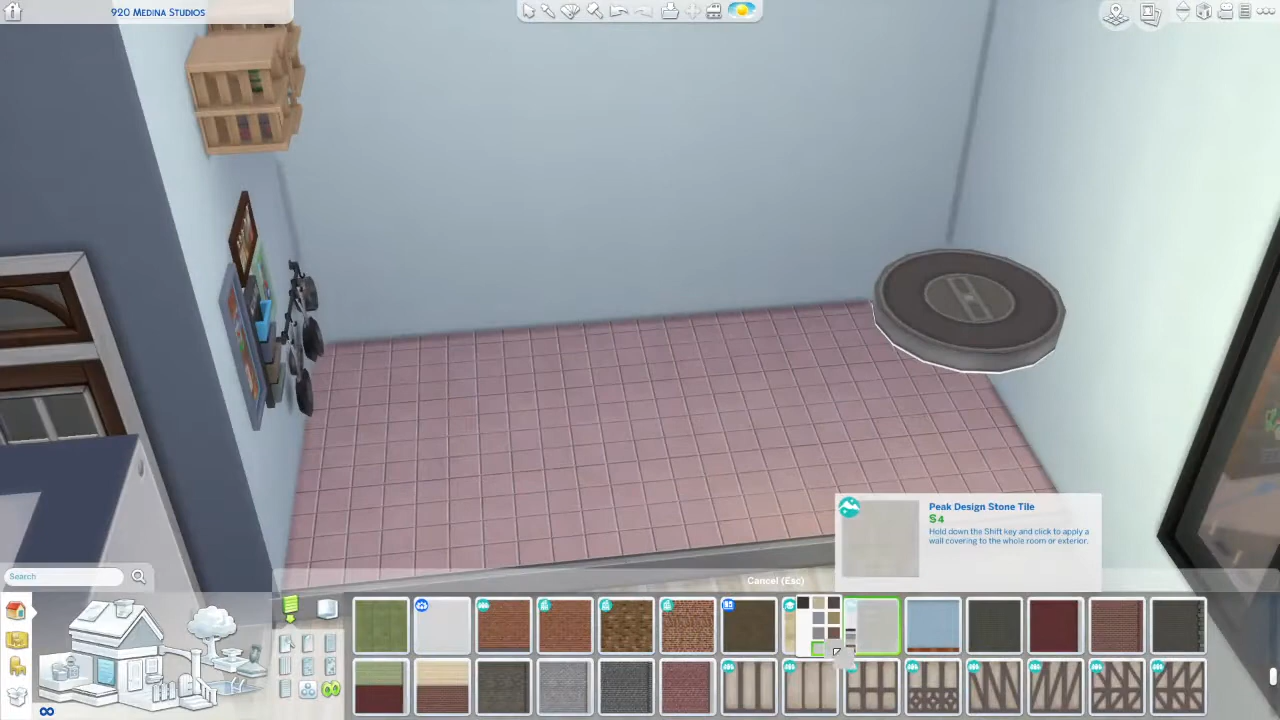 920 Medina Studios
Peak Design Stone Tile
§4
Hold down the Shift key and click to apply a
wall covering to the whole room or exterior.
Search
Cancel (Esc)